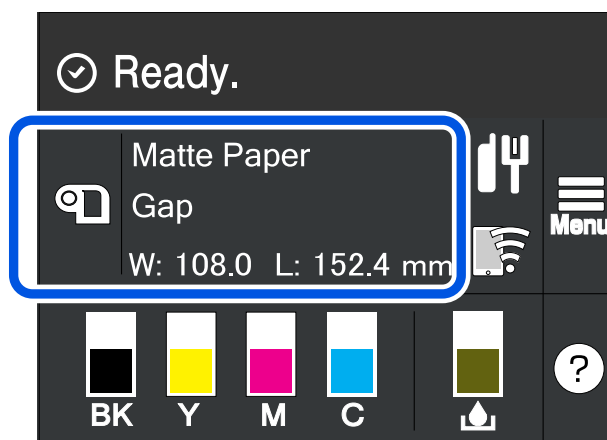 Ready.
Matte Paper
Gap
W: 108.0 L: 152.4 mm
Menu
BK Y M C
?